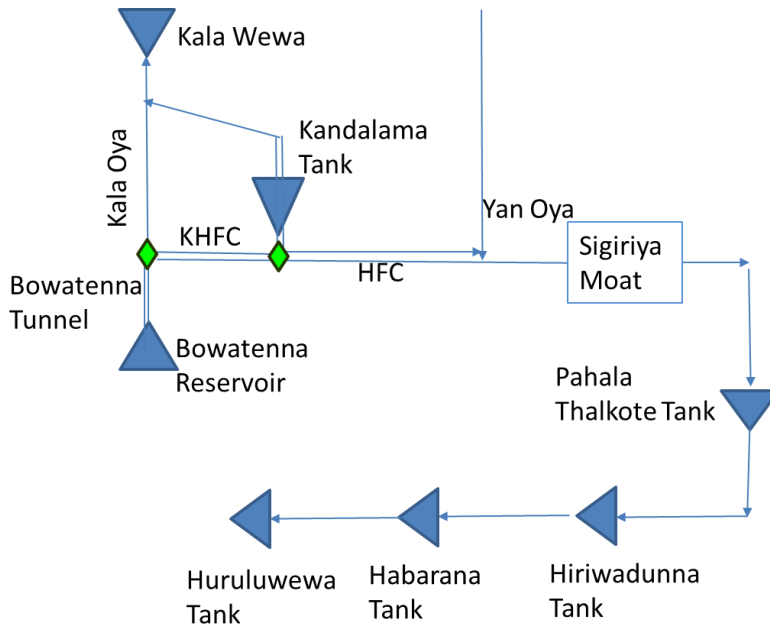 Kala Wewa
Kandalama
Tank
Kala Oya
KHFC
Yan Oya
HFC
Sigiriya
Moat
Bowatenna
Tunnel
Bowatenna
Reservoir
Pahala
Thalkote Tank
Huruluwewa
Tank
Habarana
Tank
Hiriwadunna
Tank